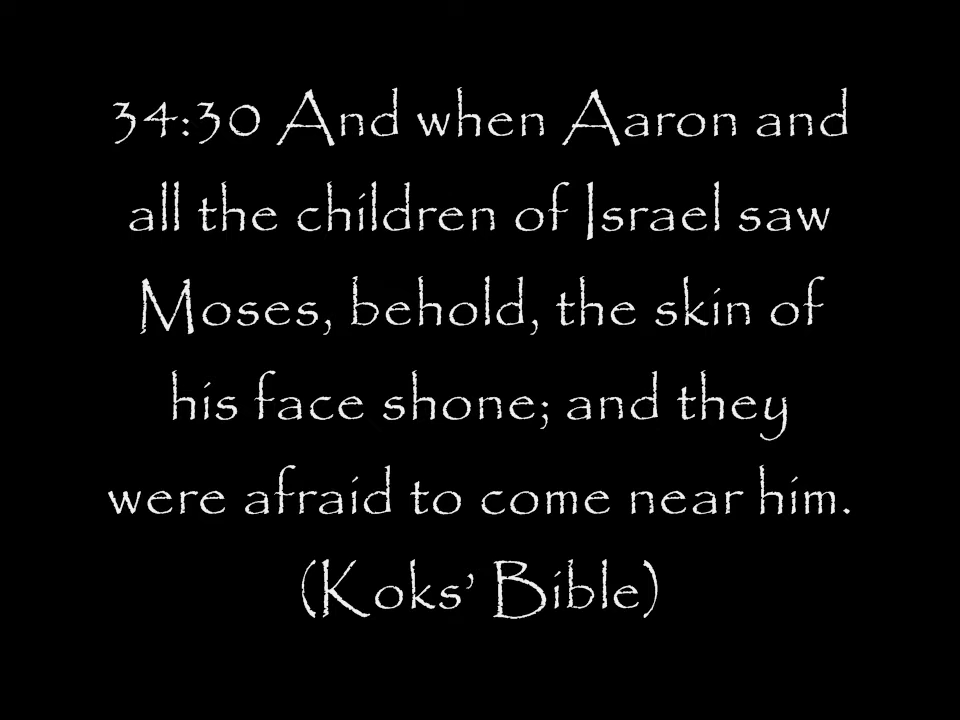 34:30 And when Aaron and
all the children of Israel saw
Moses, behold, the skin of
his face shone; and they
were afraid to come near him.
(Koks’ Bible)